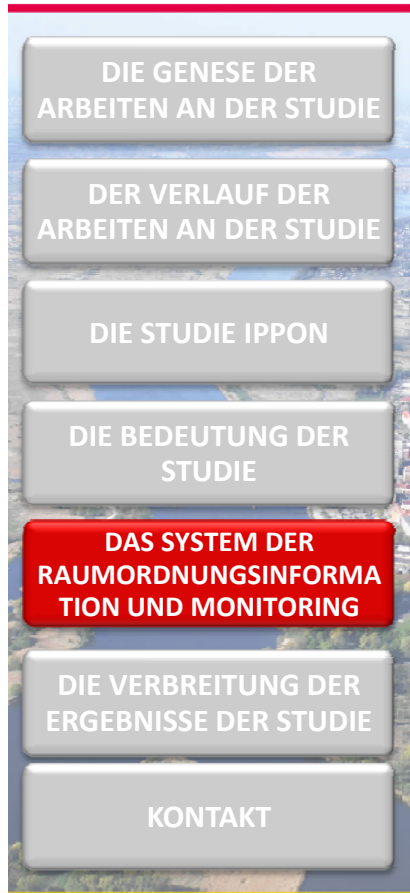 DIE GENESE DER
ARBEITEN AN DER STUDIE
DER VERLAUF DER
ARBEITEN AN DER STUDIE
DIE STUDIE IPPON
DIE BEDEUTUNG DER
STUDIE
DAS SYSTEM DER
RAUMORDNUNGSINFORMA
TION UND MONITORING
DIE VERBREITUNG DER
ERGEBNISSE DER STUDIE
KONTAKT